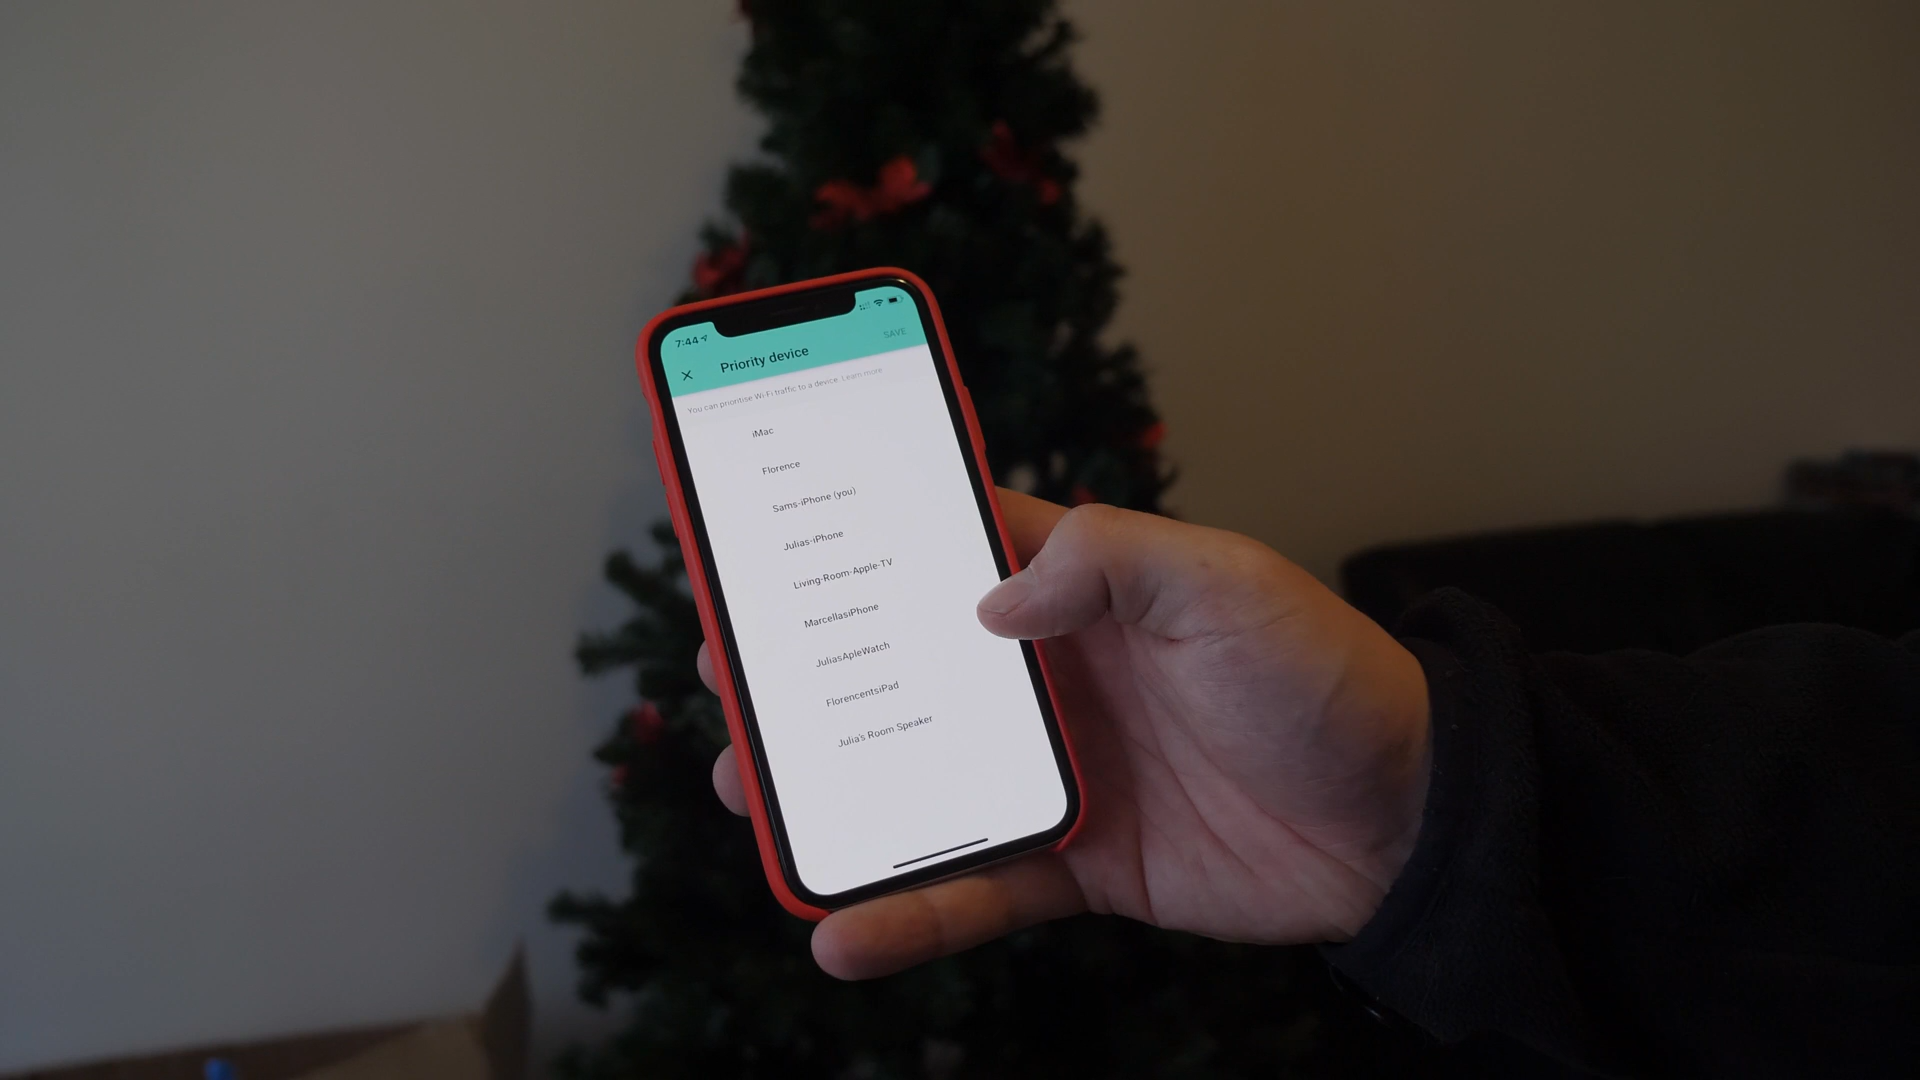 7:44
SAVE
Priority device
You can prioritise Wi-Fi traffic to a device. Learn more
iMac
Florence
Sams-iPhone (you)
Julias-iPhone
Living-Room-Apple-TV
MarcellasiPhone
JuliasApleWatch
FlorencentsiPad
Julia's Room Speaker